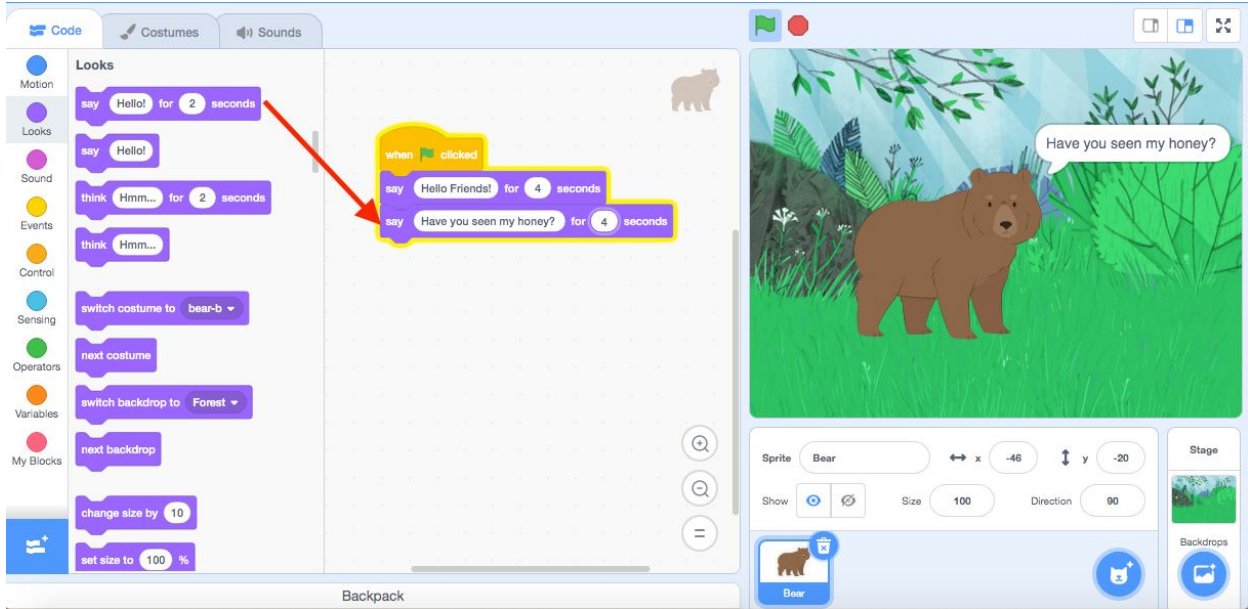 Code
Costumes
Sounds
Motion
Looks
Sound
Events
Control
Sensing
Operators
Variables
My Blocks
Looks
say Hello! for 2 seconds
say Hello!
think Hmm... for 2 seconds
think Hmm...
switch costume to bear-b
next costume
switch backdrop to Forest
next backdrop
change size by 10
set size to 100 %
when clicked
say Hello Friends! for 4 seconds
say Have you seen my honey? for 4 seconds
Backpack
Have you seen my honey?
Sprite Bear x -46 y -20
Show Size 100 Direction 90
Bear
Stage
Backdrops